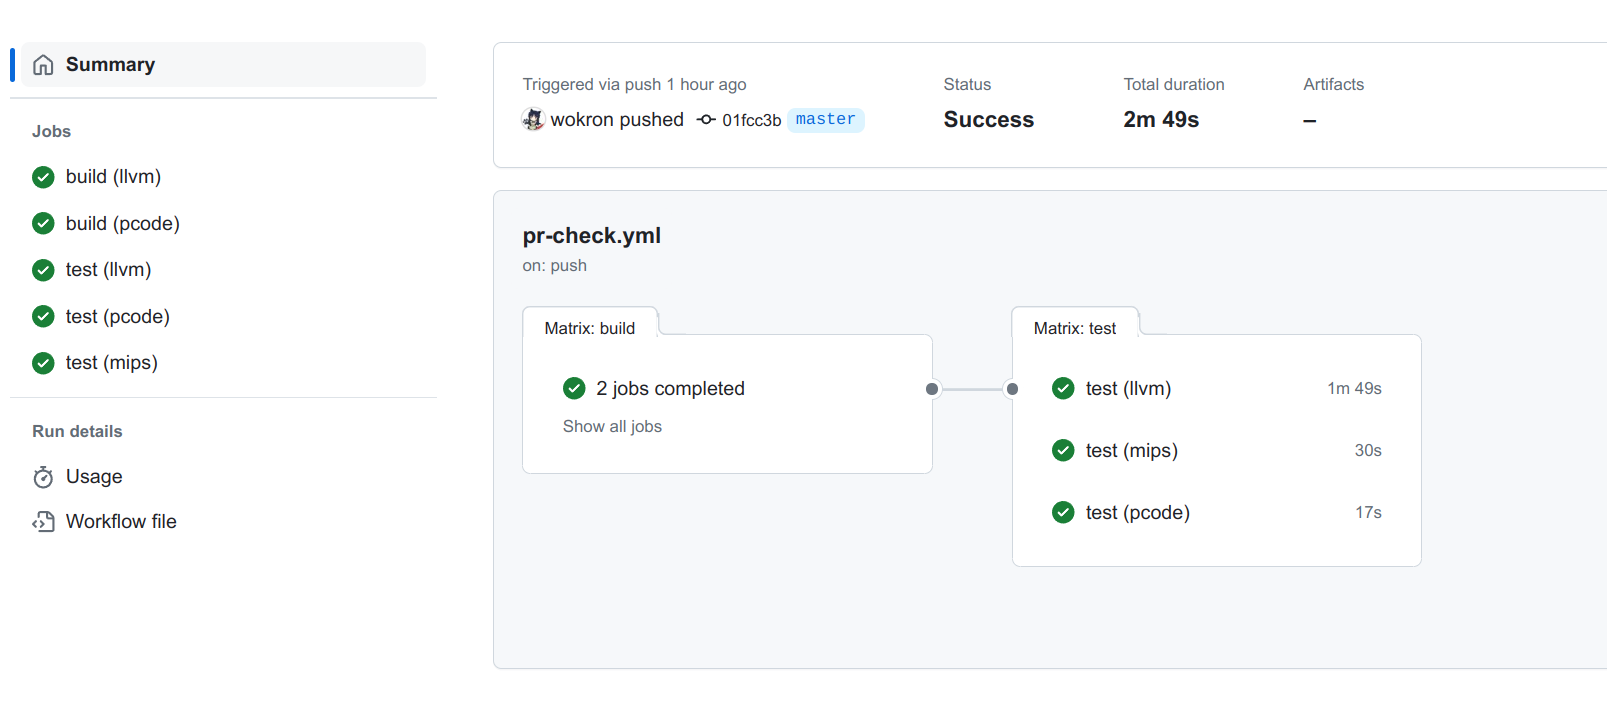 Summary
Jobs
build (llvm)
build (pcode)
test (llvm)
test (pcode)
test (mips)
Run details
Usage
Workflow file
Triggered via push 1 hour ago
wokron pushed 01fcc3b master
Status
Success
Total duration
2m 49s
Artifacts
–
pr-check.yml
on: push
Matrix: build
2 jobs completed
Show all jobs
Matrix: test
test (llvm) 1m 49s
test (mips) 30s
test (pcode) 17s